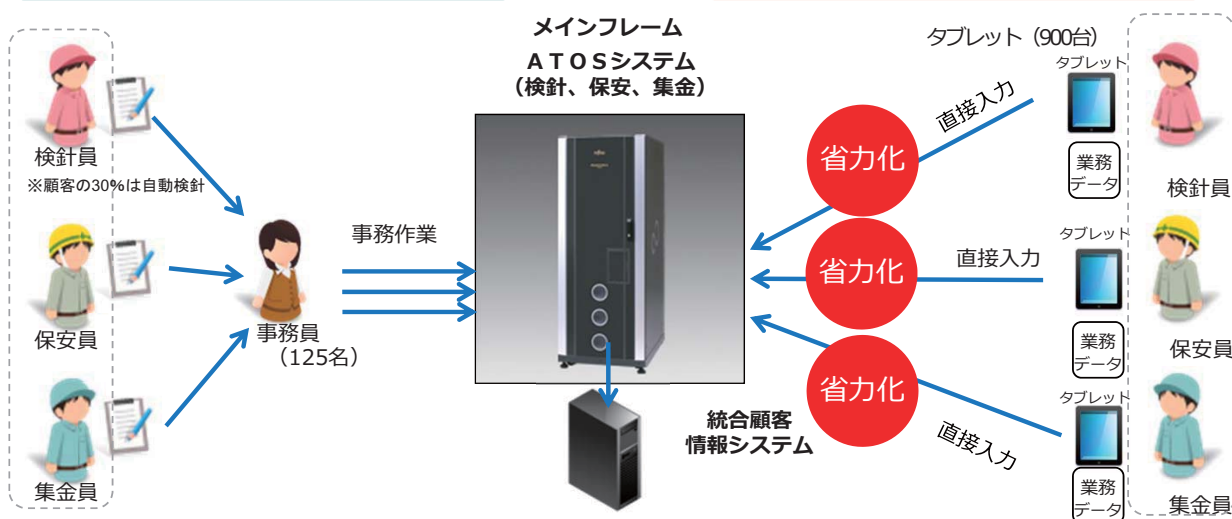 メインフレーム
ATOSシステム
（検針、保安、集金）
検針員
※顧客の30%は自動検針
保安員
集金員
事務員
（125名）
事務作業
統合顧客
情報システム
省力化
省力化
省力化
直接入力
直接入力
直接入力
タブレット（900台）
タブレット
業務
データ
検針員
タブレット
業務
データ
保安員
タブレット
業務
データ
集金員